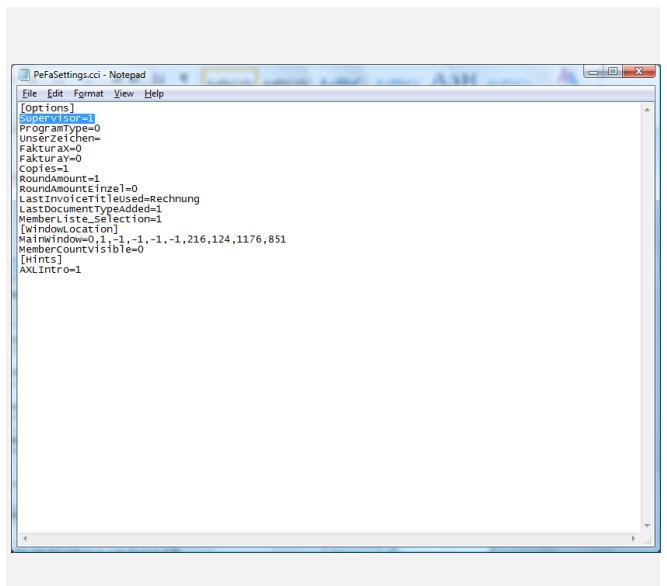 PeFaSettings.cci - Notepad
File Edit Format View Help
[Options]
Supervisor=1
ProgramType=0
UnserZeichen=
FakturaX=0
FakturaY=0
Copies=1
RoundAmount=1
RoundAmountEinzel=0
LastInvoiceTitleUsed=Rechnung
LastDocumentTypeAdded=1
MemberListe_Selection=1
[WindowLocation]
MainWindow=0,1,-1,-1,-1,-1,216,124,1176,851
MemberCountVisible=0
[Hints]
AXLIntro=1